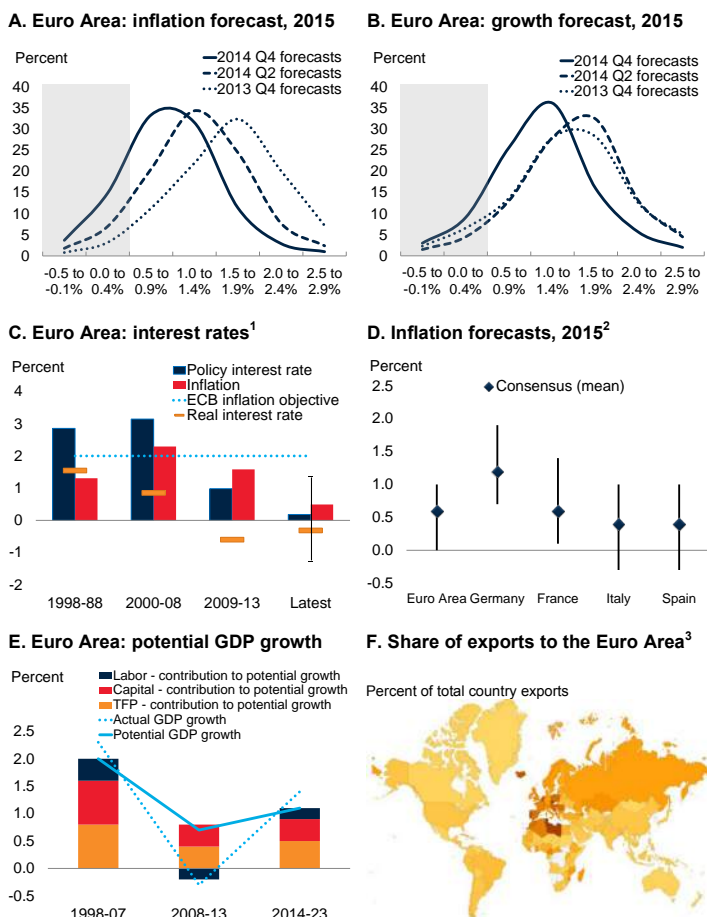 A. Euro Area: inflation forecast, 2015
Percent
2014 Q4 forecasts
2014 Q2 forecasts
2013 Q4 forecasts
40
35
30
25
20
15
10
5
0
-0.5 to 0.0 to 0.5 to 1.0 to 1.5 to 2.0 to 2.5 to
-0.1% 0.4% 0.9% 1.4% 1.9% 2.4% 2.9%
B. Euro Area: growth forecast, 2015
Percent
2014 Q4 forecasts
2014 Q2 forecasts
2013 Q4 forecasts
40
35
30
25
20
15
10
5
0
-0.5 to 0.0 to 0.5 to 1.0 to 1.5 to 2.0 to 2.5 to
-0.1% 0.4% 0.9% 1.4% 1.9% 2.4% 2.9%
C. Euro Area: interest rates¹
Percent
Policy interest rate
Inflation
ECB inflation objective
Real interest rate
4
3
2
1
0
-1
-2
1998-88 2000-08 2009-13 Latest
D. Inflation forecasts, 2015²
Percent
Consensus (mean)
2.5
2.0
1.5
1.0
0.5
0.0
-0.5
Euro Area Germany France Italy Spain
E. Euro Area: potential GDP growth
Percent
Labor - contribution to potential growth
Capital - contribution to potential growth
TFP - contribution to potential growth
Actual GDP growth
Potential GDP growth
2.5
2.0
1.5
1.0
0.5
0.0
-0.5
1998-07 2008-13 2014-23
F. Share of exports to the Euro Area³
Percent of total country exports